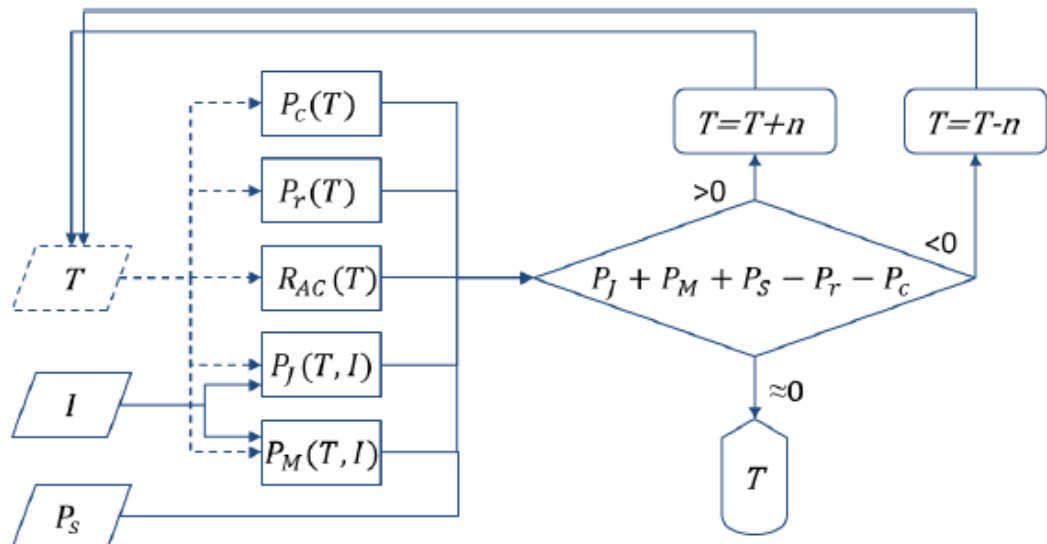 P_c(T)
T=T+n
T=T-n
P_r(T)
>0
<0
T
R_AC(T)
P_J + P_M + P_S − P_r − P_c
P_J(T, I)
I
≈0
P_M(T, I)
T
P_s